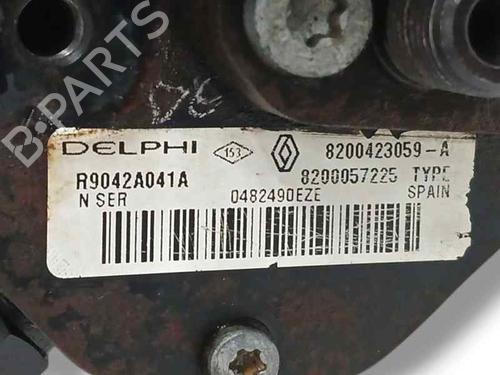 B-PARTS
DELPHI 153 8200423059-A
R9042A041A 8200057225 TYPE
N SER 0482490EZE SPAIN